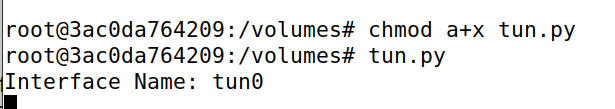 root@3ac0da764209:/volumes# chmod a+x tun.py
root@3ac0da764209:/volumes# tun.py
Interface Name: tun0